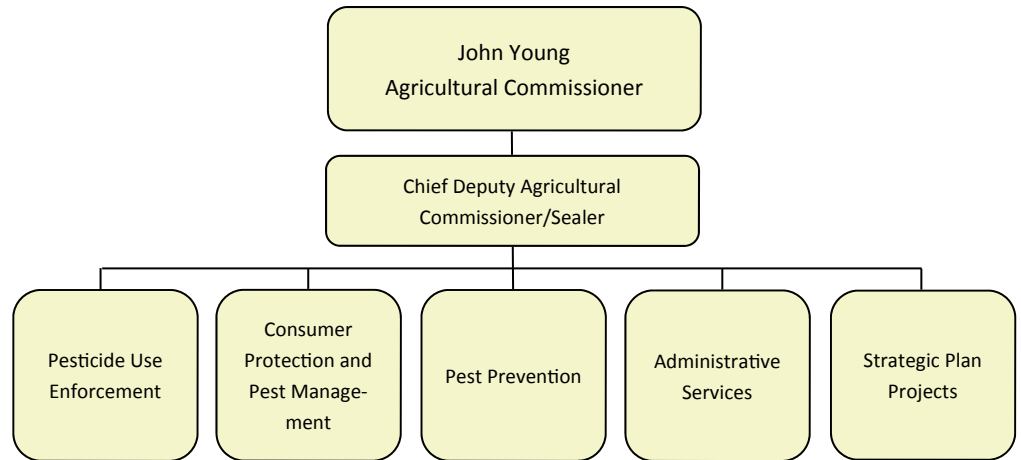 John Young
Agricultural Commissioner
Chief Deputy Agricultural
Commissioner/Sealer
Pesticide Use
Enforcement
Consumer
Protection and
Pest Manage-
ment
Pest Prevention
Administrative
Services
Strategic Plan
Projects